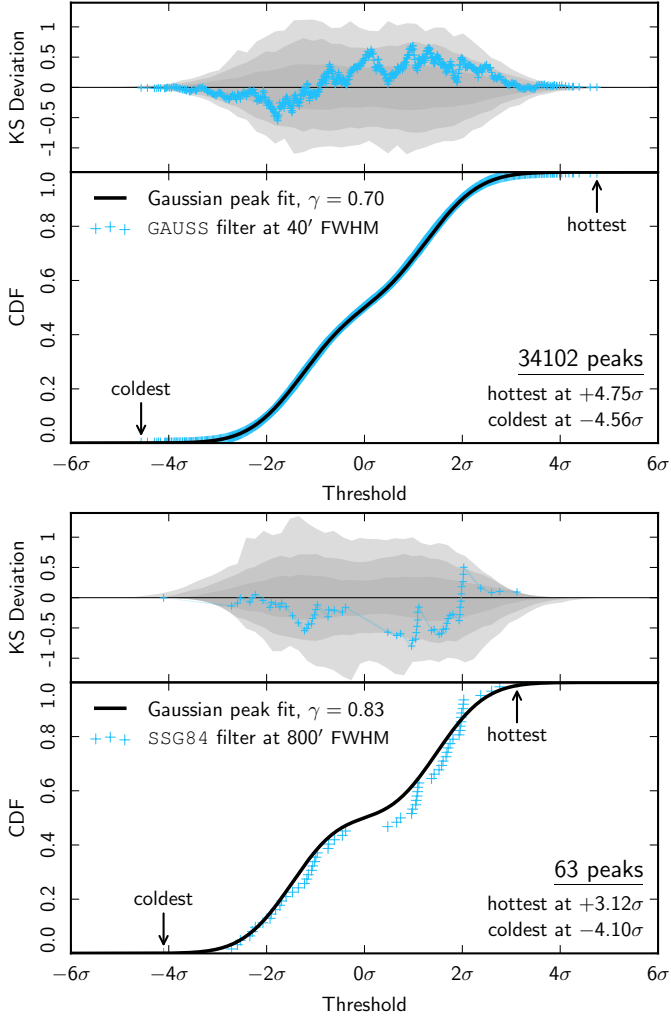 1
0.5
0
-0.5
-1
KS Deviation
1.0
0.8
0.6
0.4
0.2
0.0
CDF
Gaussian peak fit, γ = 0.70
GAUSS filter at 40′ FWHM
hottest
coldest
34102 peaks
hottest at +4.75σ
coldest at −4.56σ
−6σ −4σ −2σ 0σ 2σ 4σ 6σ
Threshold
1
0.5
0
-0.5
-1
KS Deviation
1.0
0.8
0.6
0.4
0.2
0.0
CDF
Gaussian peak fit, γ = 0.83
SSG84 filter at 800′ FWHM
hottest
coldest
63 peaks
hottest at +3.12σ
coldest at −4.10σ
−6σ −4σ −2σ 0σ 2σ 4σ 6σ
Threshold